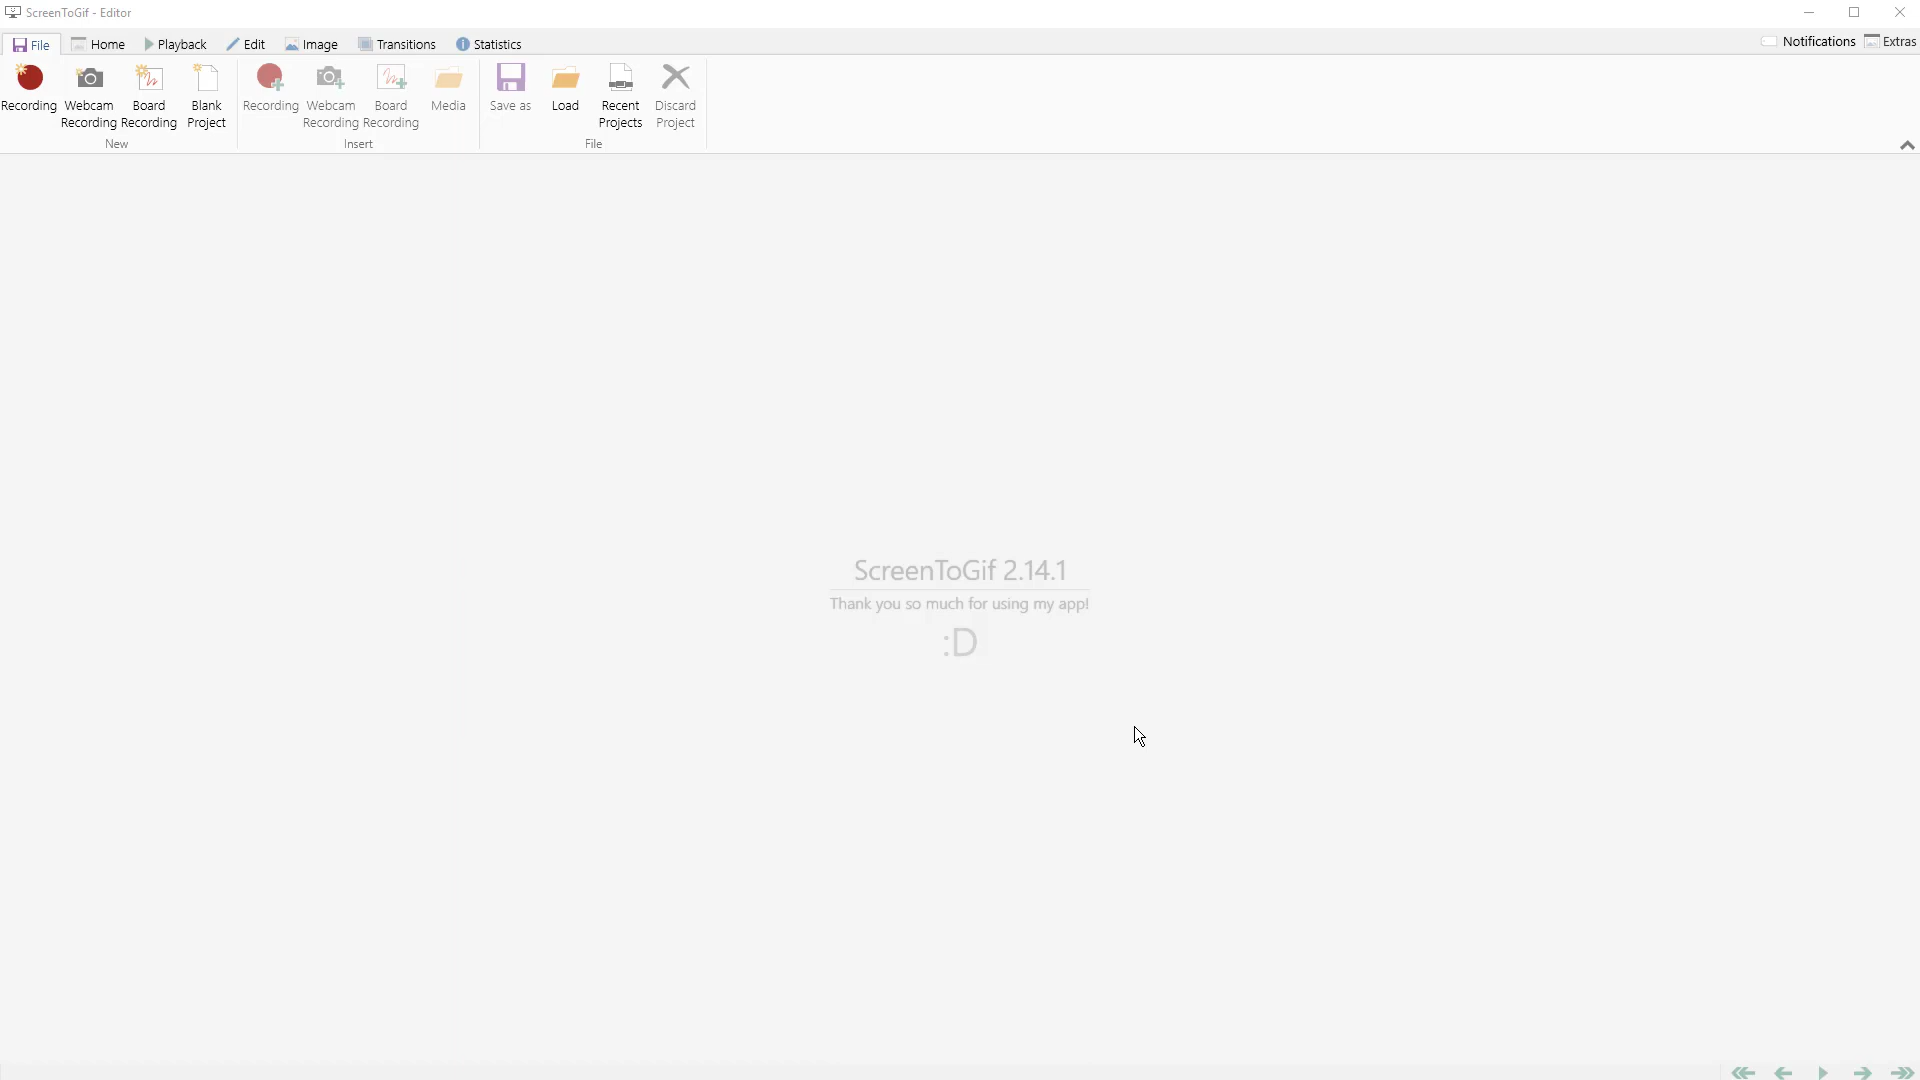 ScreenToGif - Editor
File Home Playback Edit Image Transitions Statistics Notifications Extras
Recording Webcam Recording Board Recording Blank Project Recording Webcam Recording Board Recording Media Save as Load Recent Projects Discard Project
New Insert File
ScreenToGif 2.14.1
Thank you so much for using my app!
:D